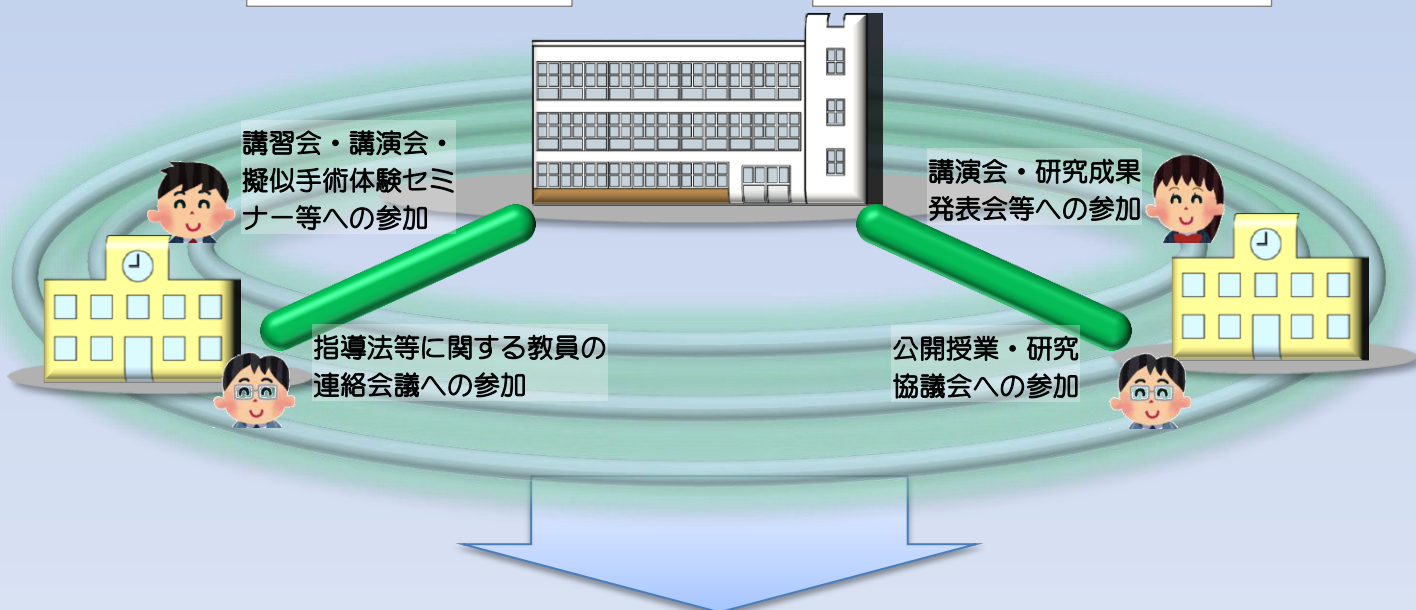 講習会・講演会・
擬似手術体験セミ
ナー等への参加
講演会・研究成果
発表会等への参加
指導法等に関する教員の
連絡会議への参加
公開授業・研究
協議会への参加